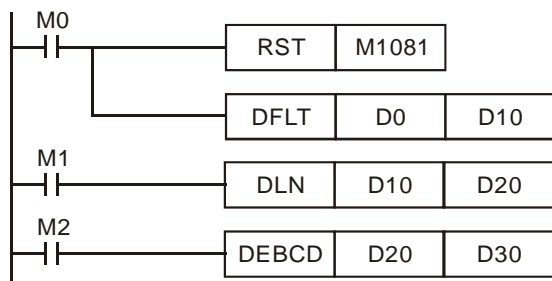 M0
RST M1081
DFLT D0 D10
M1
DLN D10 D20
M2
DEBCD D20 D30